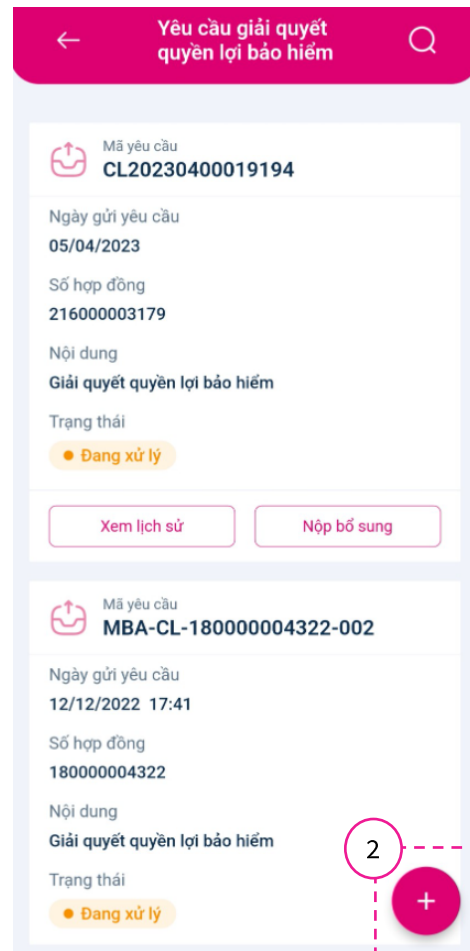 Yêu cầu giải quyết
quyền lợi bảo hiểm
Mã yêu cầu
CL20230400019194
Ngày gửi yêu cầu
05/04/2023
Số hợp đồng
216000003179
Nội dung
Giải quyết quyền lợi bảo hiểm
Trạng thái
Đang xử lý
Xem lịch sử
Nộp bổ sung
Mã yêu cầu
MBA-CL-180000004322-002
Ngày gửi yêu cầu
12/12/2022 17:41
Số hợp đồng
180000004322
Nội dung
Giải quyết quyền lợi bảo hiểm
2
Trạng thái
Đang xử lý
+